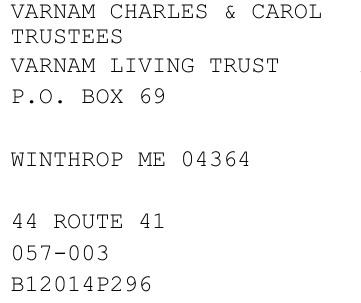 VARNAM CHARLES & CAROL
TRUSTEES
VARNAM LIVING TRUST
P.O. BOX 69
WINTHROP ME 04364
44 ROUTE 41
057-003
B12014P296